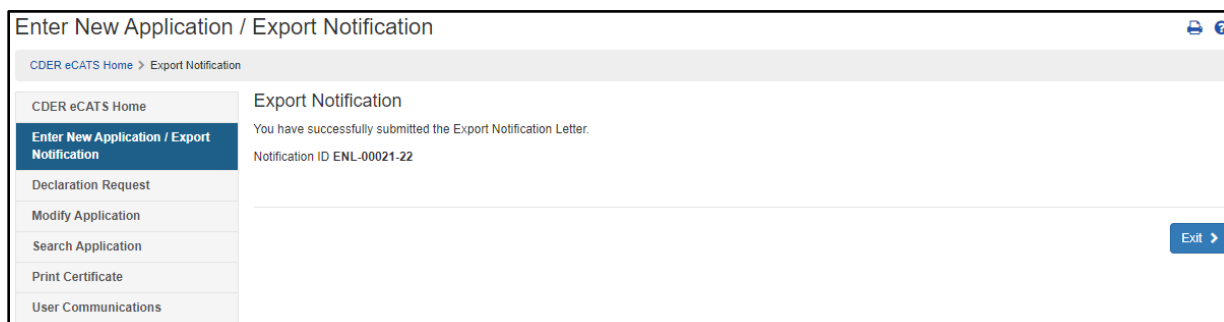 Enter New Application / Export Notification
CDER eCATS Home > Export Notification
CDER eCATS Home
Enter New Application / Export
Notification
Declaration Request
Modify Application
Search Application
Print Certificate
User Communications
Export Notification
You have successfully submitted the Export Notification Letter.
Notification ID ENL-00021-22
Exit >